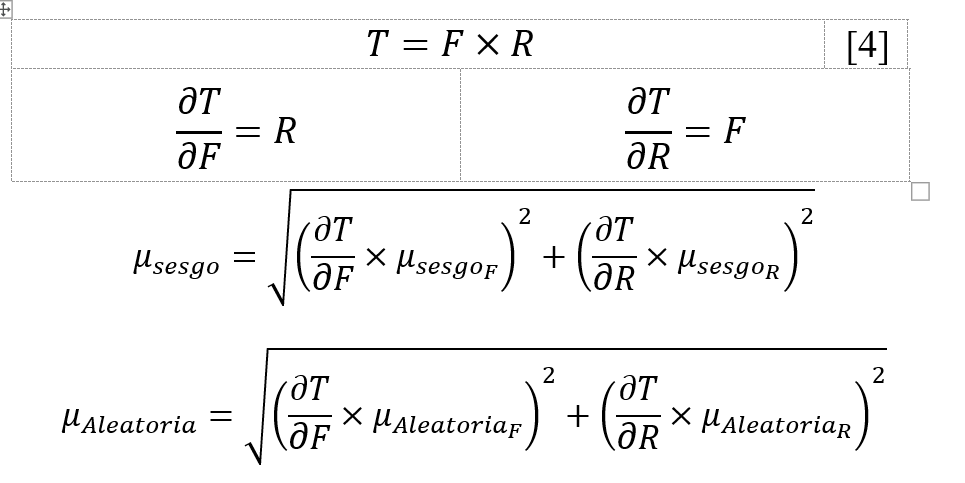 T = F × R [4]
∂T/∂F = R ∂T/∂R = F
μ_sesgo = √((∂T/∂F × μ_sesgo_F)² + (∂T/∂R × μ_sesgo_R)²)
μ_Aleatoria = √((∂T/∂F × μ_Aleatoria_F)² + (∂T/∂R × μ_Aleatoria_R)²)